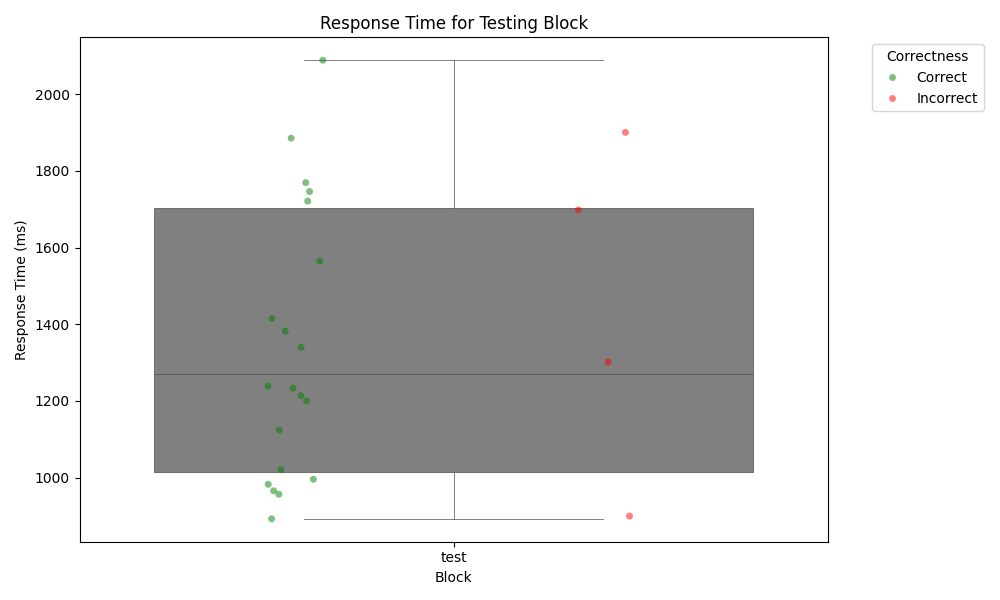 Response Time for Testing Block
Correctness
Correct
Incorrect
Response Time (ms)
2000
1800
1600
1400
1200
1000
test
Block